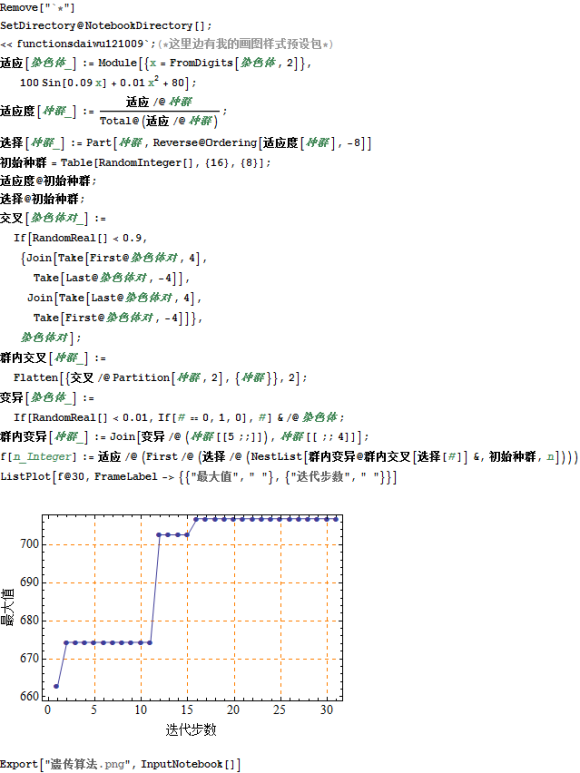 Remove["`*"]
SetDirectory@NotebookDirectory[];
<< functionsdaiwu121009`;(*这里边有我的画图样式预设包*)
适应[染色体_] := Module[{x = FromDigits[染色体, 2]},
100 Sin[0.09 x] + 0.01 x^2 + 80];
适应度[种群_] := 适应 /@ 种群 / Total@(适应 /@ 种群);
选择[种群_] := Part[种群, Reverse@Ordering[适应度[种群], -8]]
初始种群 = Table[RandomInteger[], {16}, {8}];
适应度@初始种群;
选择@初始种群;
交叉[染色体对_] :=
If[RandomReal[] < 0.9,
{Join[Take[First@染色体对, 4],
Take[Last@染色体对, -4]],
Join[Take[Last@染色体对, 4],
Take[First@染色体对, -4]]},
染色体对];
群内交叉[种群_] :=
Flatten[{交叉 /@ Partition[种群, 2], {种群}}, 2];
变异[染色体_] :=
If[RandomReal[] < 0.01, If[# == 0, 1, 0], #] & /@ 染色体;
群内变异[种群_] := Join[变异 /@ (种群[[5 ;;]]), 种群[[ ;; 4]]];
f[n_Integer] := 适应 /@ (First /@ (选择 /@ (NestList[群内变异@群内交叉[选择[#]] &, 初始种群, n])))
ListPlot[f@30, FrameLabel -> {{"最大值", " "}, {"迭代步数", " "}}]
700
690
680
670
660
最大值
0 5 10 15 20 25 30
迭代步数
Export["遗传算法.png", InputNotebook[]]